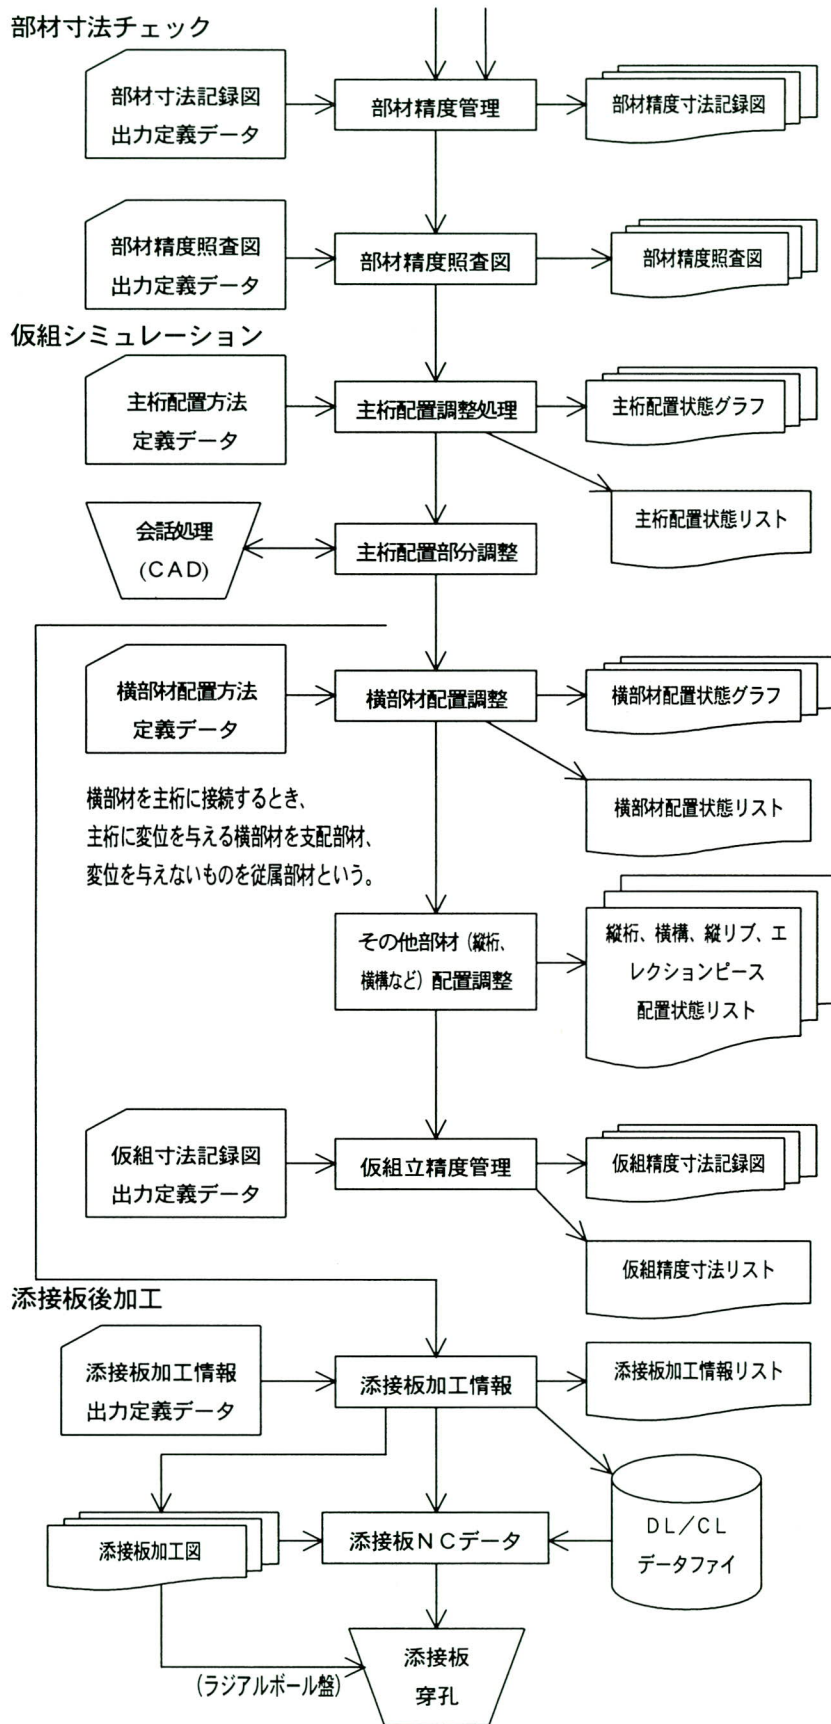 部材寸法チェック
部材寸法記録図
出力定義データ
部材精度管理
部材精度寸法記録図
部材精度照査図
出力定義データ
部材精度照査図
部材精度照査図
仮組シミュレーション
主桁配置方法
定義データ
主桁配置調整処理
主桁配置状態グラフ
主桁配置状態リスト
会話処理
(CAD)
主桁配置部分調整
横部材配置方法
定義データ
横部材配置調整
横部材配置状態グラフ
横部材配置状態リスト
横部材を主桁に接続するとき、
主桁に変位を与える横部材を支配部材、
変位を与えないものを従属部材という。
その他部材（縦桁、
横構など）配置調整
縦桁、横構、縦リブ、エ
レクションピース
配置状態リスト
仮組寸法記録図
出力定義データ
仮組立精度管理
仮組精度寸法記録図
仮組精度寸法リスト
添接板後加工
添接板加工情報
出力定義データ
添接板加工情報
添接板加工情報リスト
添接板加工図
添接板ＮＣデータ
ＤＬ／ＣＬ
データファイ
添接板
穿孔
(ラジアルボール盤)